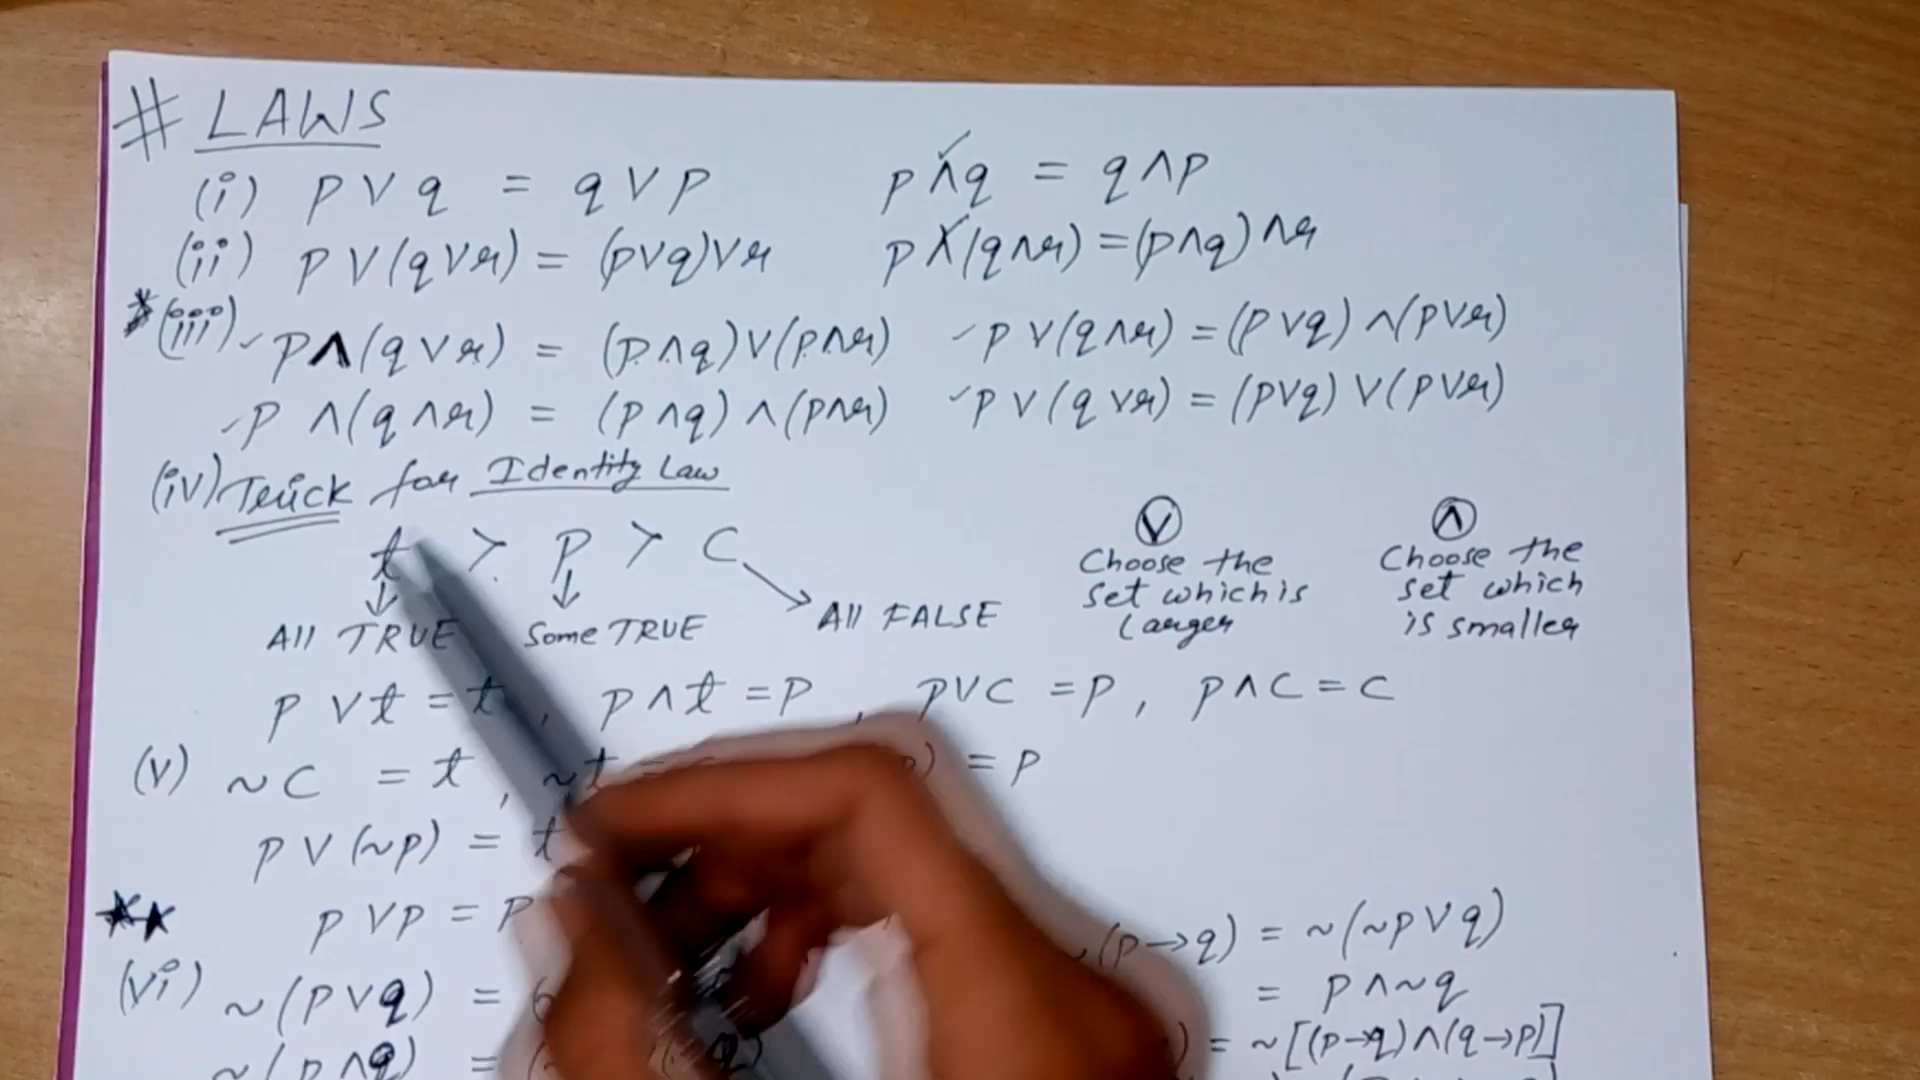 # LAWS
(i) p ∨ q = q ∨ p p ∧ q = q ∧ p
(ii) p ∨ (q ∨ r) = (p ∨ q) ∨ r p ∧ (q ∧ r) = (p ∧ q) ∧ r
*(iii) ✓ p ∧ (q ∨ r) = (p ∧ q) ∨ (p ∧ r) ✓ p ∨ (q ∧ r) = (p ∨ q) ∧ (p ∨ r)
✓ p ∧ (q ∧ r) = (p ∧ q) ∧ (p ∧ r) ✓ p ∨ (q ∨ r) = (p ∨ q) ∨ (p ∨ r)
(iv) Trick for Identity Law
t > P > C
↓ ↓ ↘
All TRUE Some TRUE All FALSE
∨
Choose the
set which is
Larger
∧
Choose the
set which
is smaller
p ∨ t = t, p ∧ t = p, p ∨ c = p, p ∧ c = c
(v) ~c = t, ~t = ) = p
p ∨ (~p) = t
** p ∨ p = p
(vi) ~(p ∨ q) =
~(p ∧ q) = q)
~(p → q) = ~(~p ∨ q)
= p ∧ ~q
) = ~[(p → q) ∧ (q → p)]